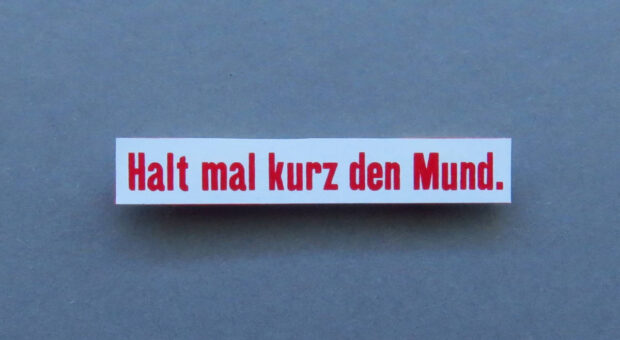 Halt mal kurz den Mund.